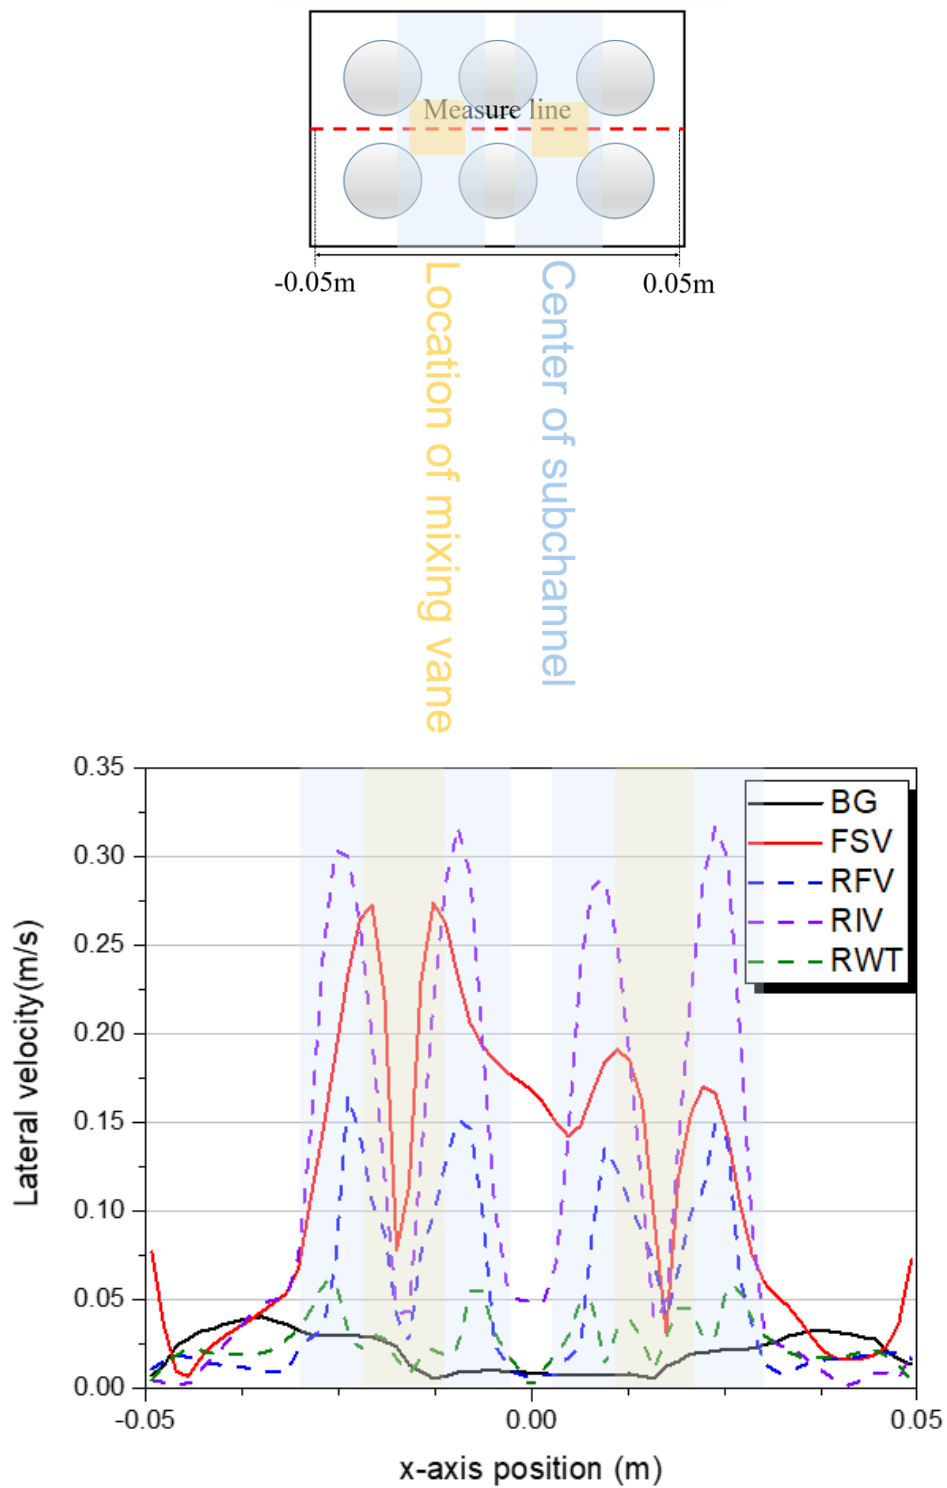 Measure line
-0.05m
0.05m
Location of mixing vane
Center of subchannel
0.35
0.30
0.25
0.20
0.15
0.10
0.05
0.00
Lateral velocity(m/s)
BG
FSV
RFV
RIV
RWT
-0.05
0.00
0.05
x-axis position (m)